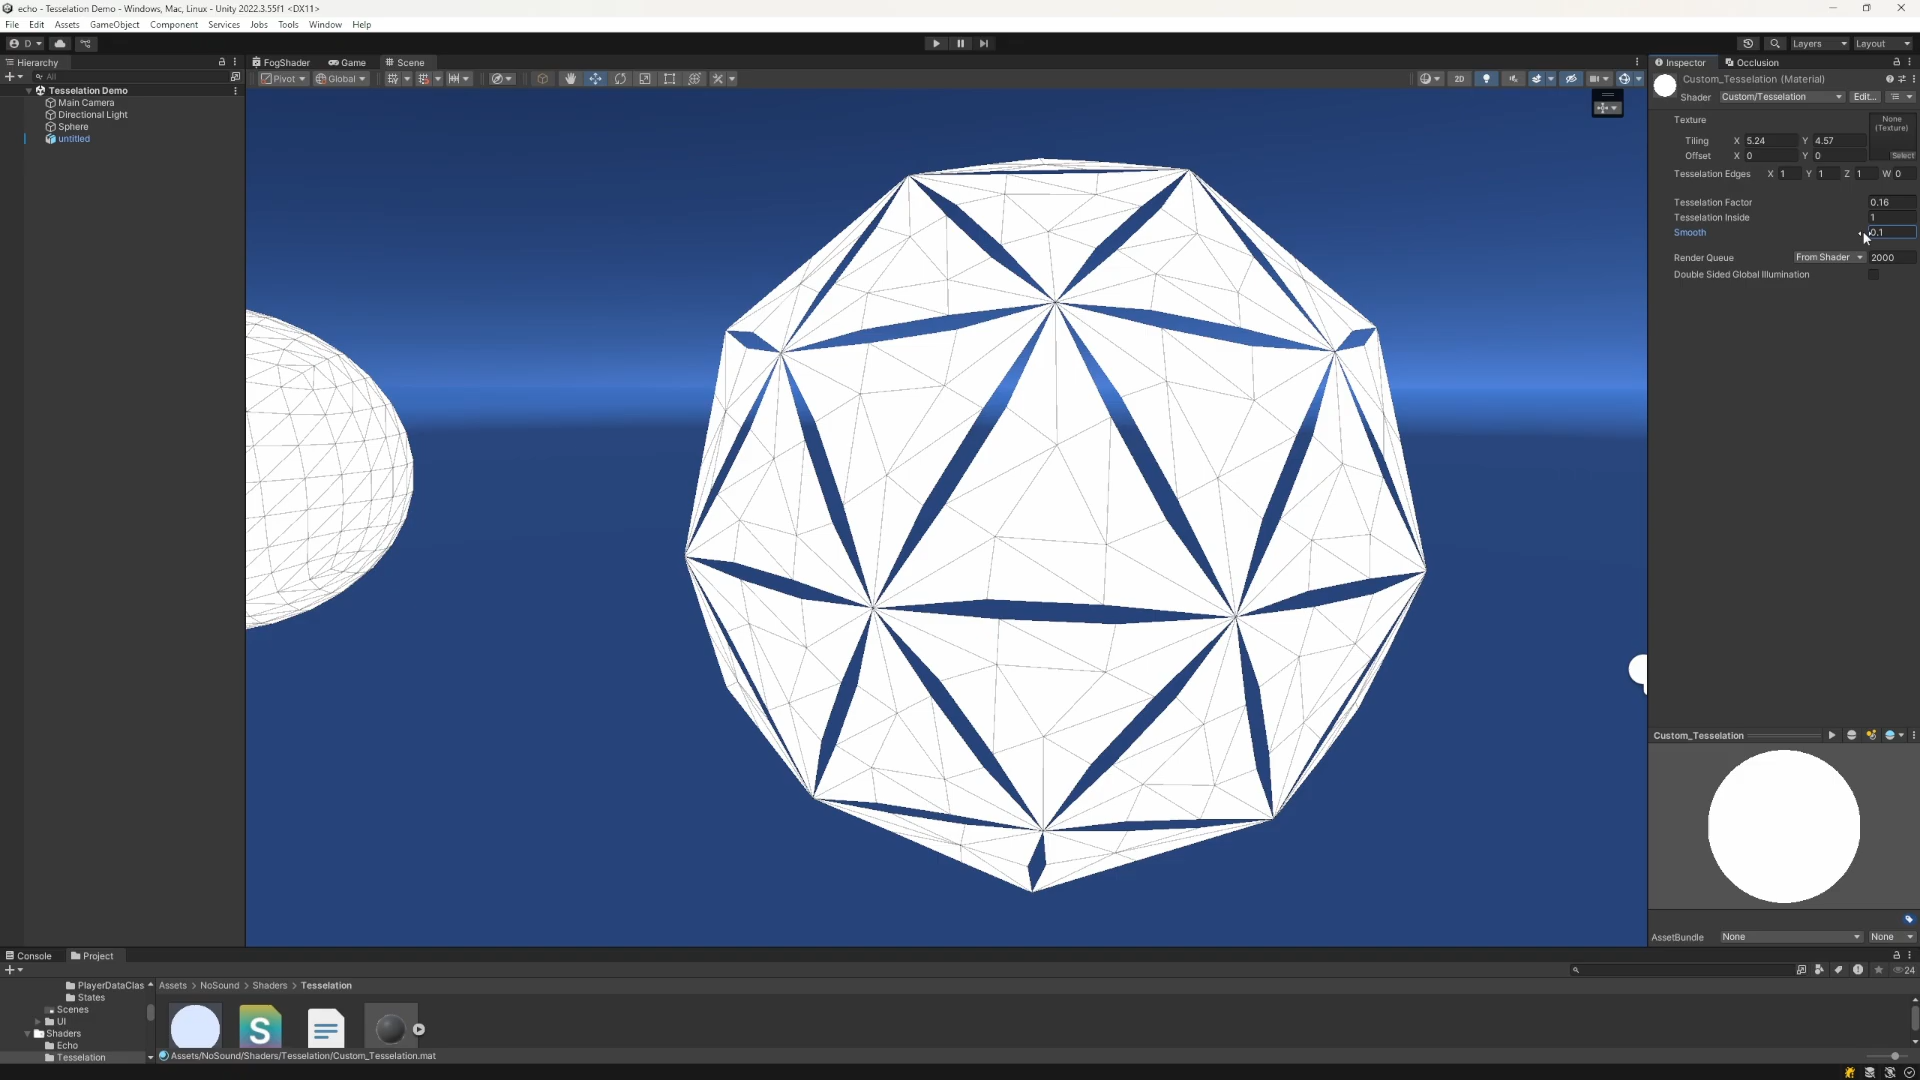 echo - Tesselation Demo - Windows, Mac, Linux - Unity 2022.3.55f1 <DX11>
File Edit Assets GameObject Component Services Jobs Tools Window Help
D Layers Layout
Hierarchy FogShader Game Scene Inspector Occlusion
All Pivot Global 2D Custom_Tesselation (Material)
Tesselation Demo Shader Custom/Tesselation Edit...
Main Camera
Directional Light
Sphere
untitled
Texture None
(Texture)
Tiling X 5.24 Y 4.57
Offset X 0 Y 0 Select
Tesselation Edges X 1 Y 1 Z 1 W 0
Tesselation Factor 0.16
Tesselation Inside 1
Smooth 0.1
Render Queue From Shader 2000
Double Sided Global Illumination
Custom_Tesselation
AssetBundle None None
Console Project
24
PlayerDataClas Assets > NoSound > Shaders > Tesselation
States
Scenes
UI
Shaders
Echo
Tesselation Assets/NoSound/Shaders/Tesselation/Custom_Tesselation.mat